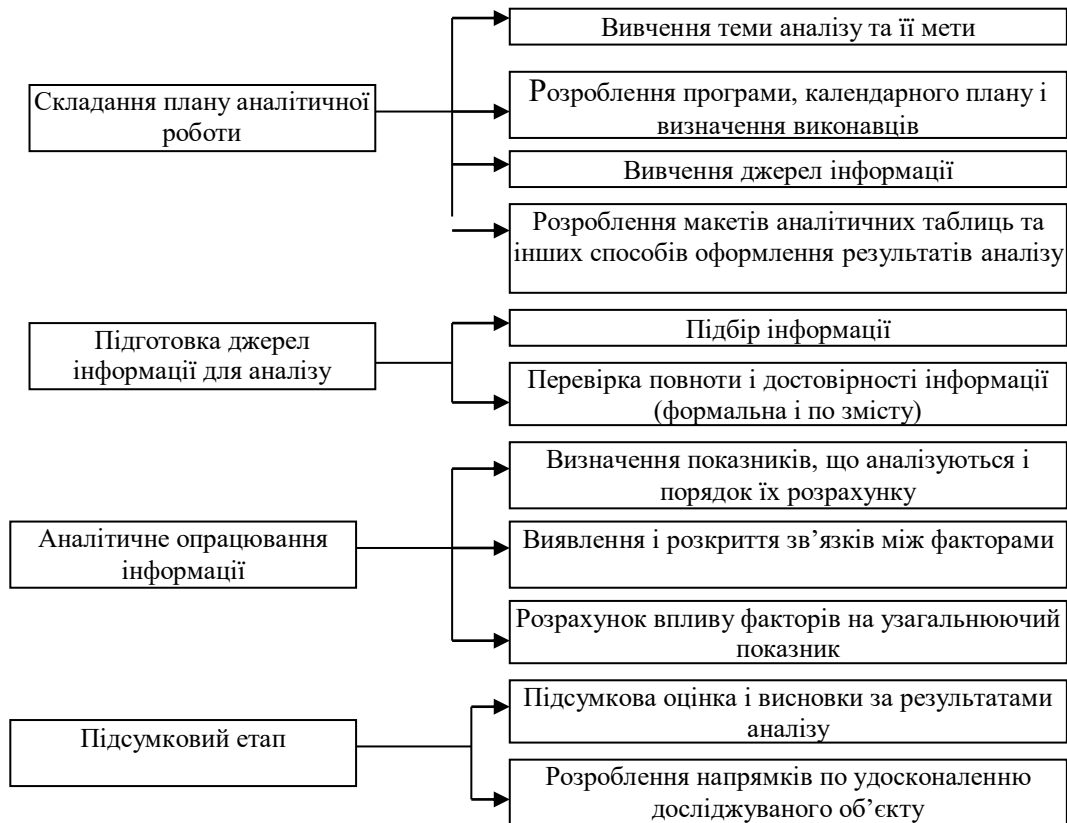 Складання плану аналітичної
роботи
Вивчення теми аналізу та її мети
Розроблення програми, календарного плану і
визначення виконавців
Вивчення джерел інформації
Розроблення макетів аналітичних таблиць та
інших способів оформлення результатів аналізу
Підготовка джерел
інформації для аналізу
Підбір інформації
Перевірка повноти і достовірності інформації
(формальна і по змісту)
Аналітичне опрацювання
інформації
Визначення показників, що аналізуються і
порядок їх розрахунку
Виявлення і розкриття зв’язків між факторами
Розрахунок впливу факторів на узагальнюючий
показник
Підсумковий етап
Підсумкова оцінка і висновки за результатами
аналізу
Розроблення напрямків по удосконаленню
досліджуваного об’єкту